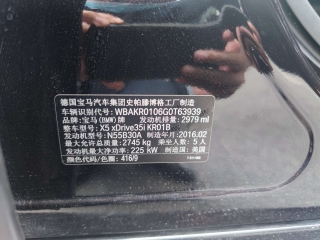 德国宝马汽车集团史帕滕博格工厂制造
车辆识别代号: WBAKR0106G0T63939
品牌: 宝马(BMW)牌 发动机排量: 2979 ml
整车型号: X5 xDrive35i KR01B
发动机型号: N55B30A 制造年月: 2016.02
最大允许总质量: 2745 kg 乘坐人数: 5 人
发动机最大净功率: 225 kW 制造国: 美国
颜色代码/色圈: 416/9